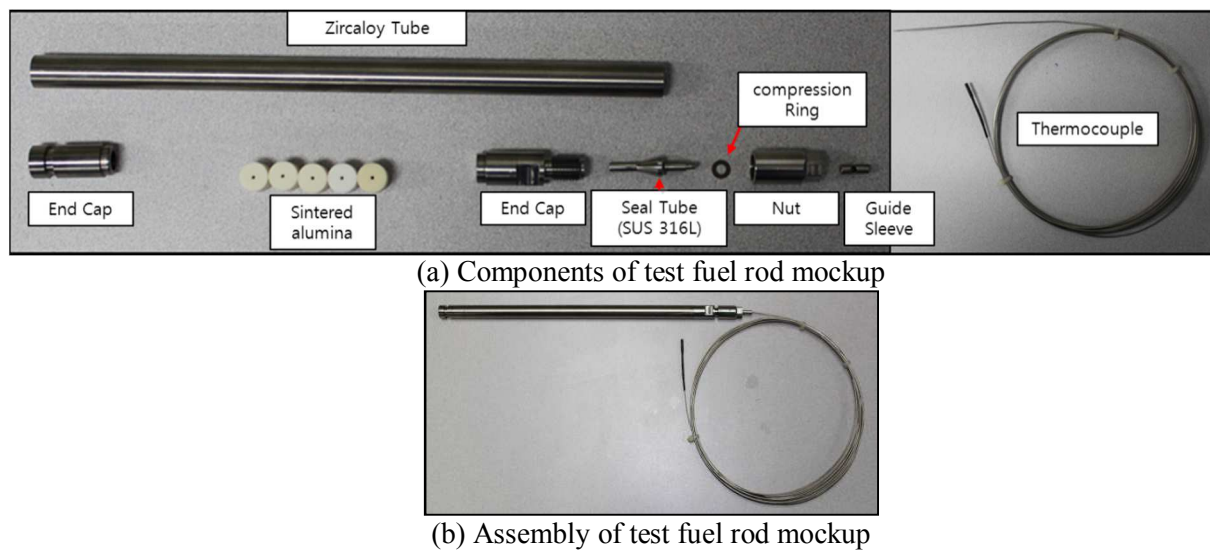 Zircaloy Tube
compression
Ring
Thermocouple
End Cap
Sintered
alumina
End Cap
Seal Tube
(SUS 316L)
Nut
Guide
Sleeve
(a) Components of test fuel rod mockup
(b) Assembly of test fuel rod mockup